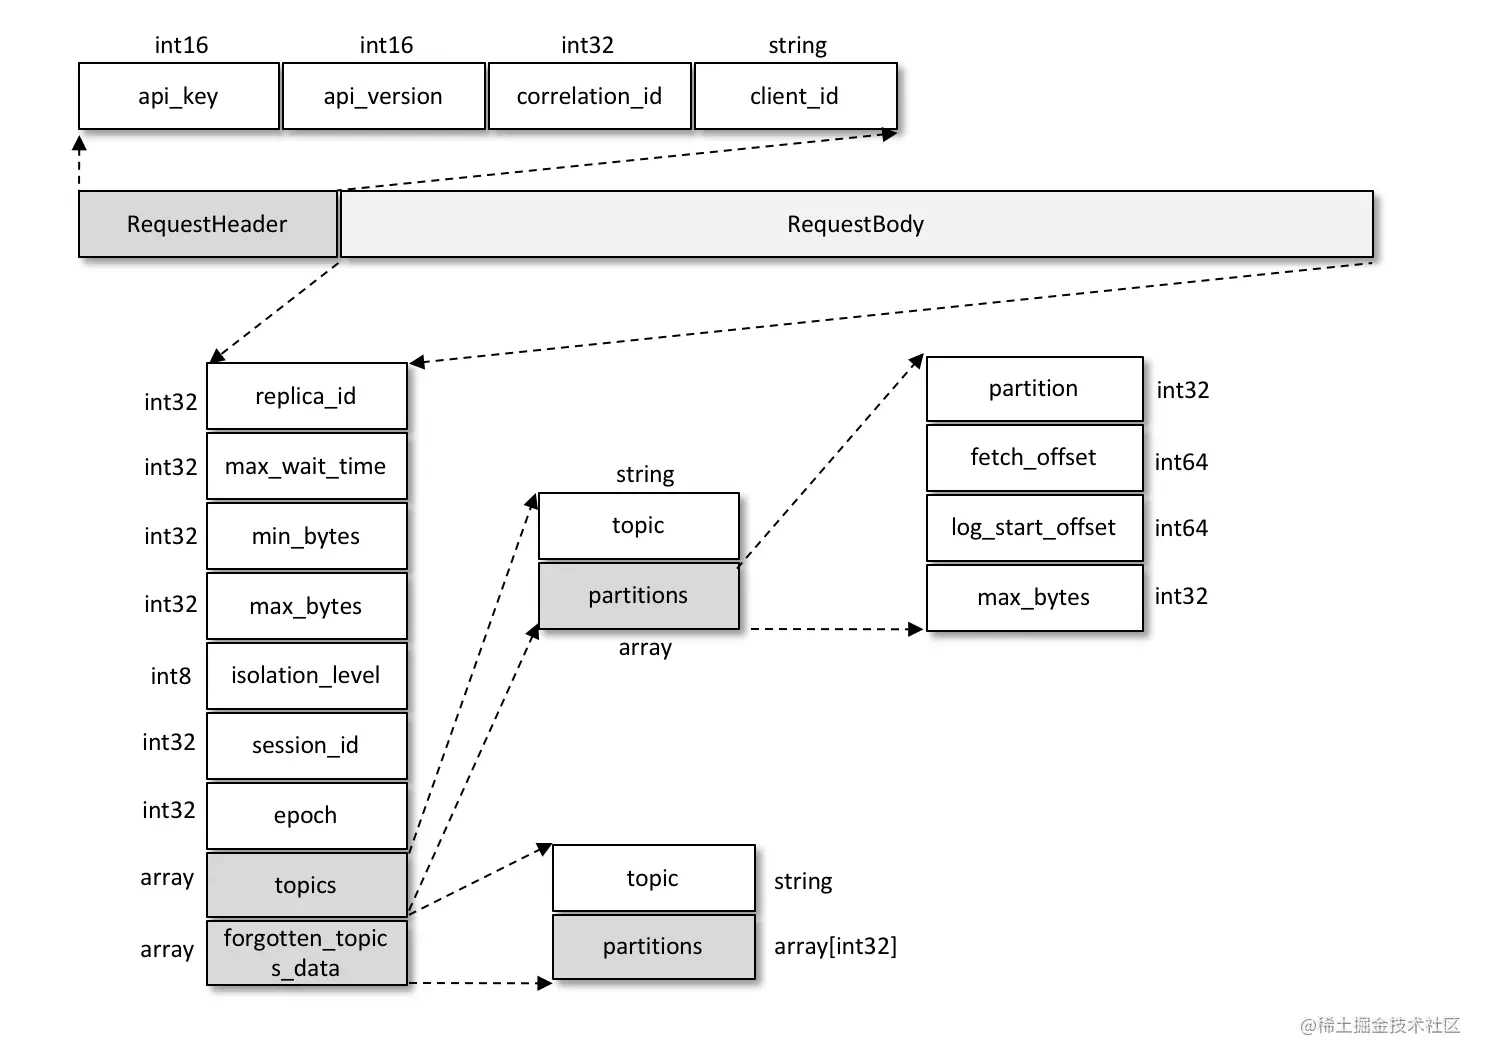 int16 int16 int32 string
api_key api_version correlation_id client_id
RequestHeader RequestBody
int32 replica_id
int32 max_wait_time
int32 min_bytes
int32 max_bytes
int8 isolation_level
int32 session_id
int32 epoch
array topics
array forgotten_topic
s_data
string
topic
partitions
array
partition int32
fetch_offset int64
log_start_offset int64
max_bytes int32
topic string
partitions array[int32]
@稀土掘金技术社区